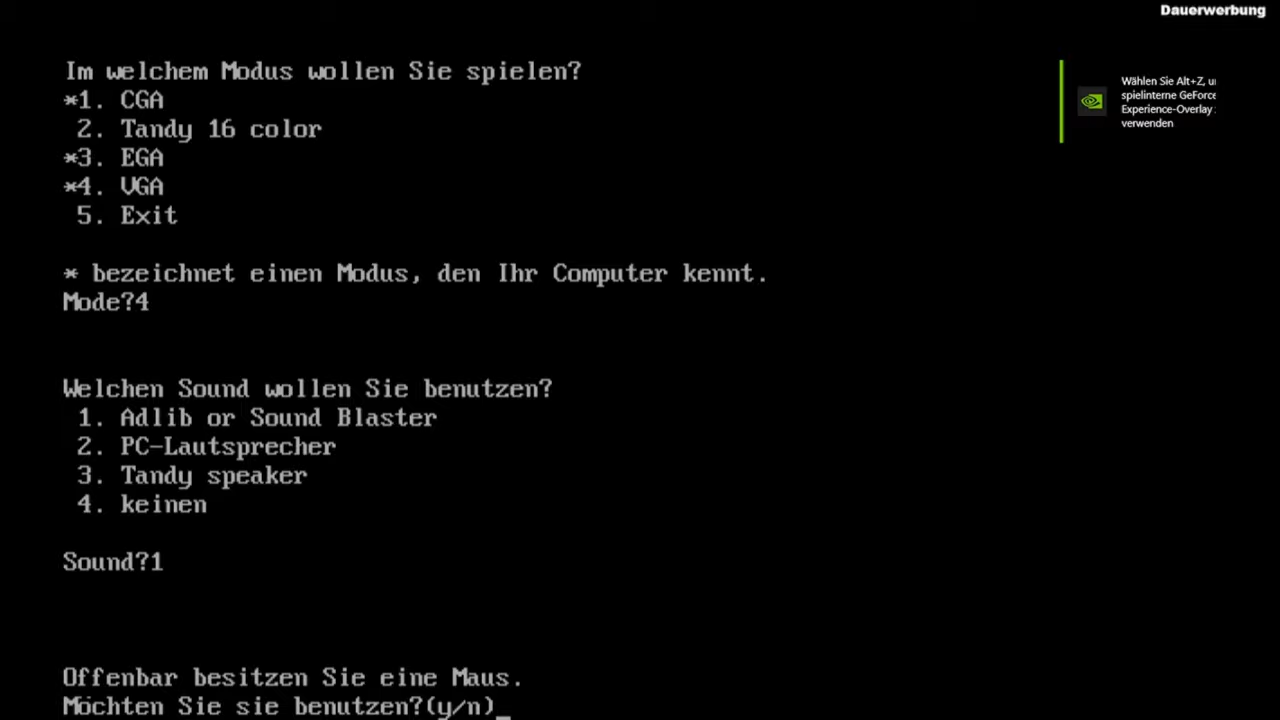 Dauerwerbung
Im welchem Modus wollen Sie spielen?
*1. CGA
2. Tandy 16 color
*3. EGA
*4. VGA
5. Exit
* bezeichnet einen Modus, den Ihr Computer kennt.
Mode?4
Welchen Sound wollen Sie benutzen?
1. Adlib or Sound Blaster
2. PC-Lautsprecher
3. Tandy speaker
4. keinen
Sound?1
Offenbar besitzen Sie eine Maus.
Möchten Sie sie benutzen?(y/n)_
Wählen Sie Alt+Z,
spielinterne GeForce
Experience-Overlay
verwenden